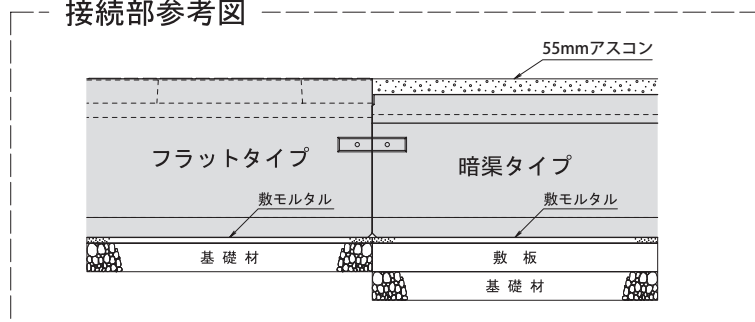 接続部参考図
55mmアスコン
フラットタイプ
暗渠タイプ
敷モルタル
敷モルタル
基礎材
敷板
基礎材